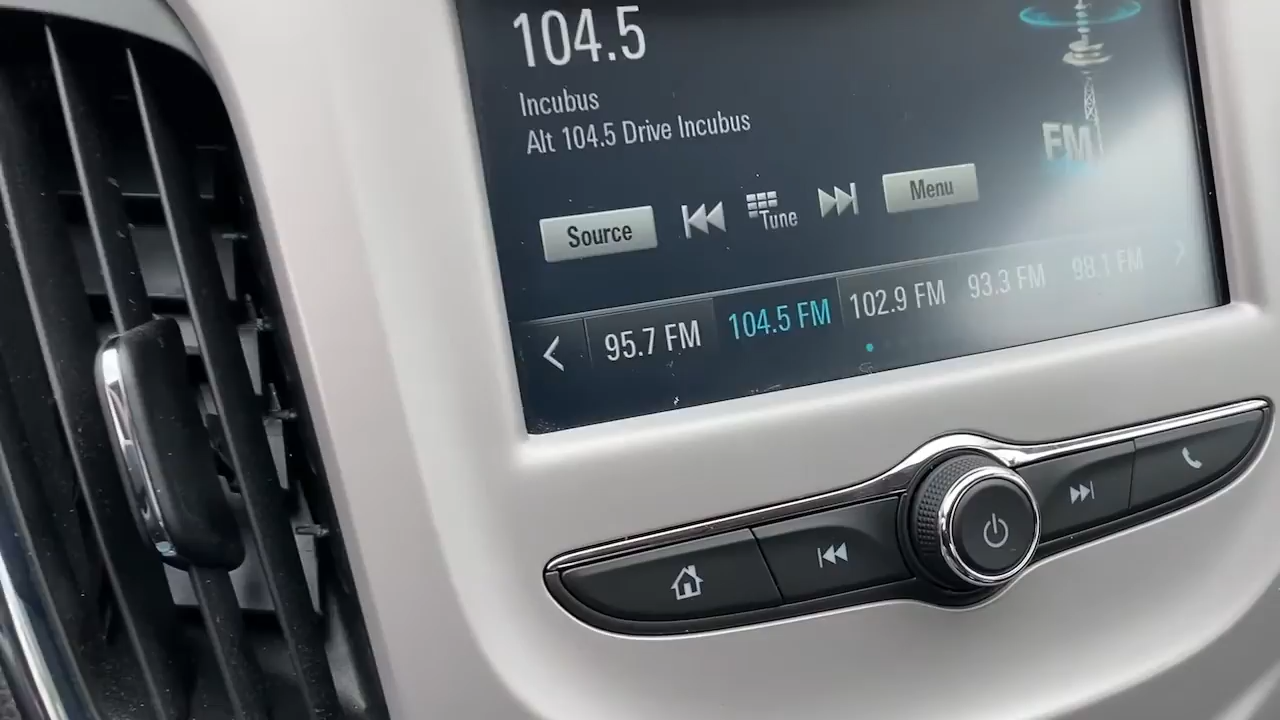 104.5
Incubus
Alt 104.5 Drive Incubus
FM
Source
Tune
Menu
95.7 FM
104.5 FM
102.9 FM
93.3 FM
98.1 FM